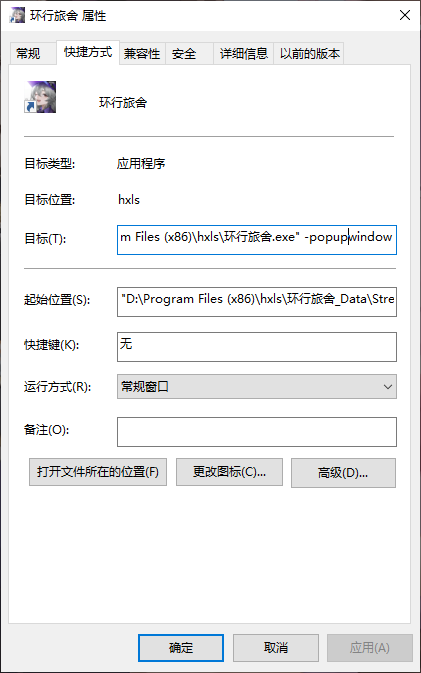 环行旅舍 属性
常规 快捷方式 兼容性 安全 详细信息 以前的版本
环行旅舍
目标类型: 应用程序
目标位置: hxls
目标(T): m Files (x86)\hxls\环行旅舍.exe" -popupwindow
起始位置(S): "D:\Program Files (x86)\hxls\环行旅舍_Data\Stre
快捷键(K): 无
运行方式(R): 常规窗口
备注(O):
打开文件所在的位置(F) 更改图标(C)... 高级(D)...
确定 取消 应用(A)